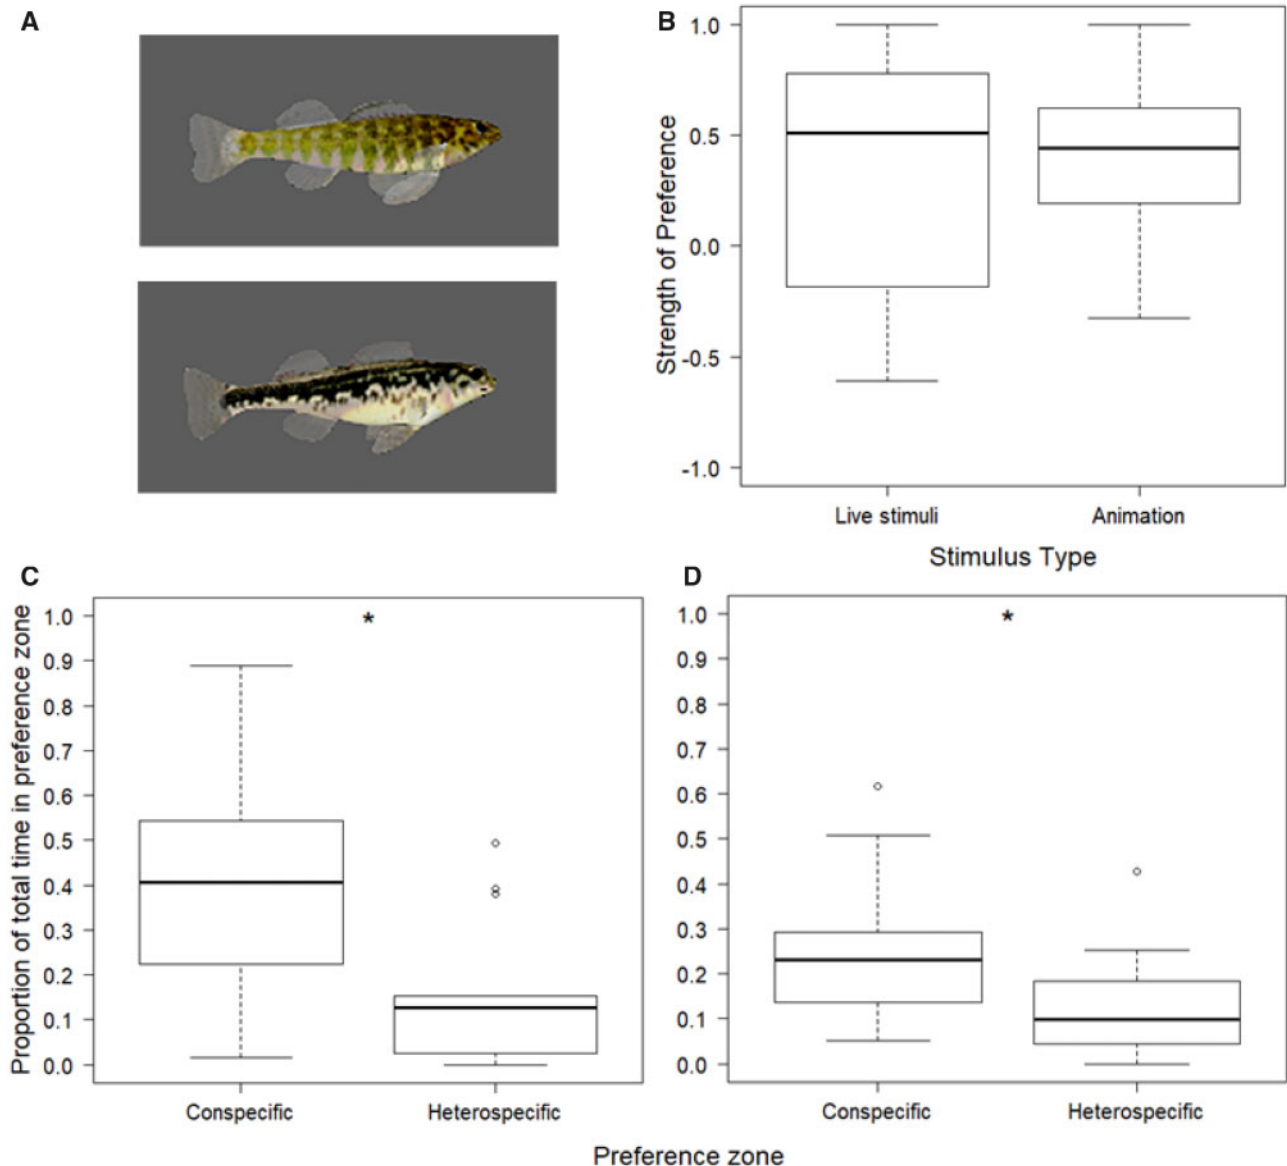 A
B
1.0
0.5
0.0
-0.5
-1.0
Strength of Preference
Live stimuli
Animation
Stimulus Type
C
1.0
0.9
0.8
0.7
0.6
0.5
0.4
0.3
0.2
0.1
0.0
Proportion of total time in preference zone
*
Conspecific
Heterospecific
D
1.0
0.9
0.8
0.7
0.6
0.5
0.4
0.3
0.2
0.1
0.0
*
Conspecific
Heterospecific
Preference zone